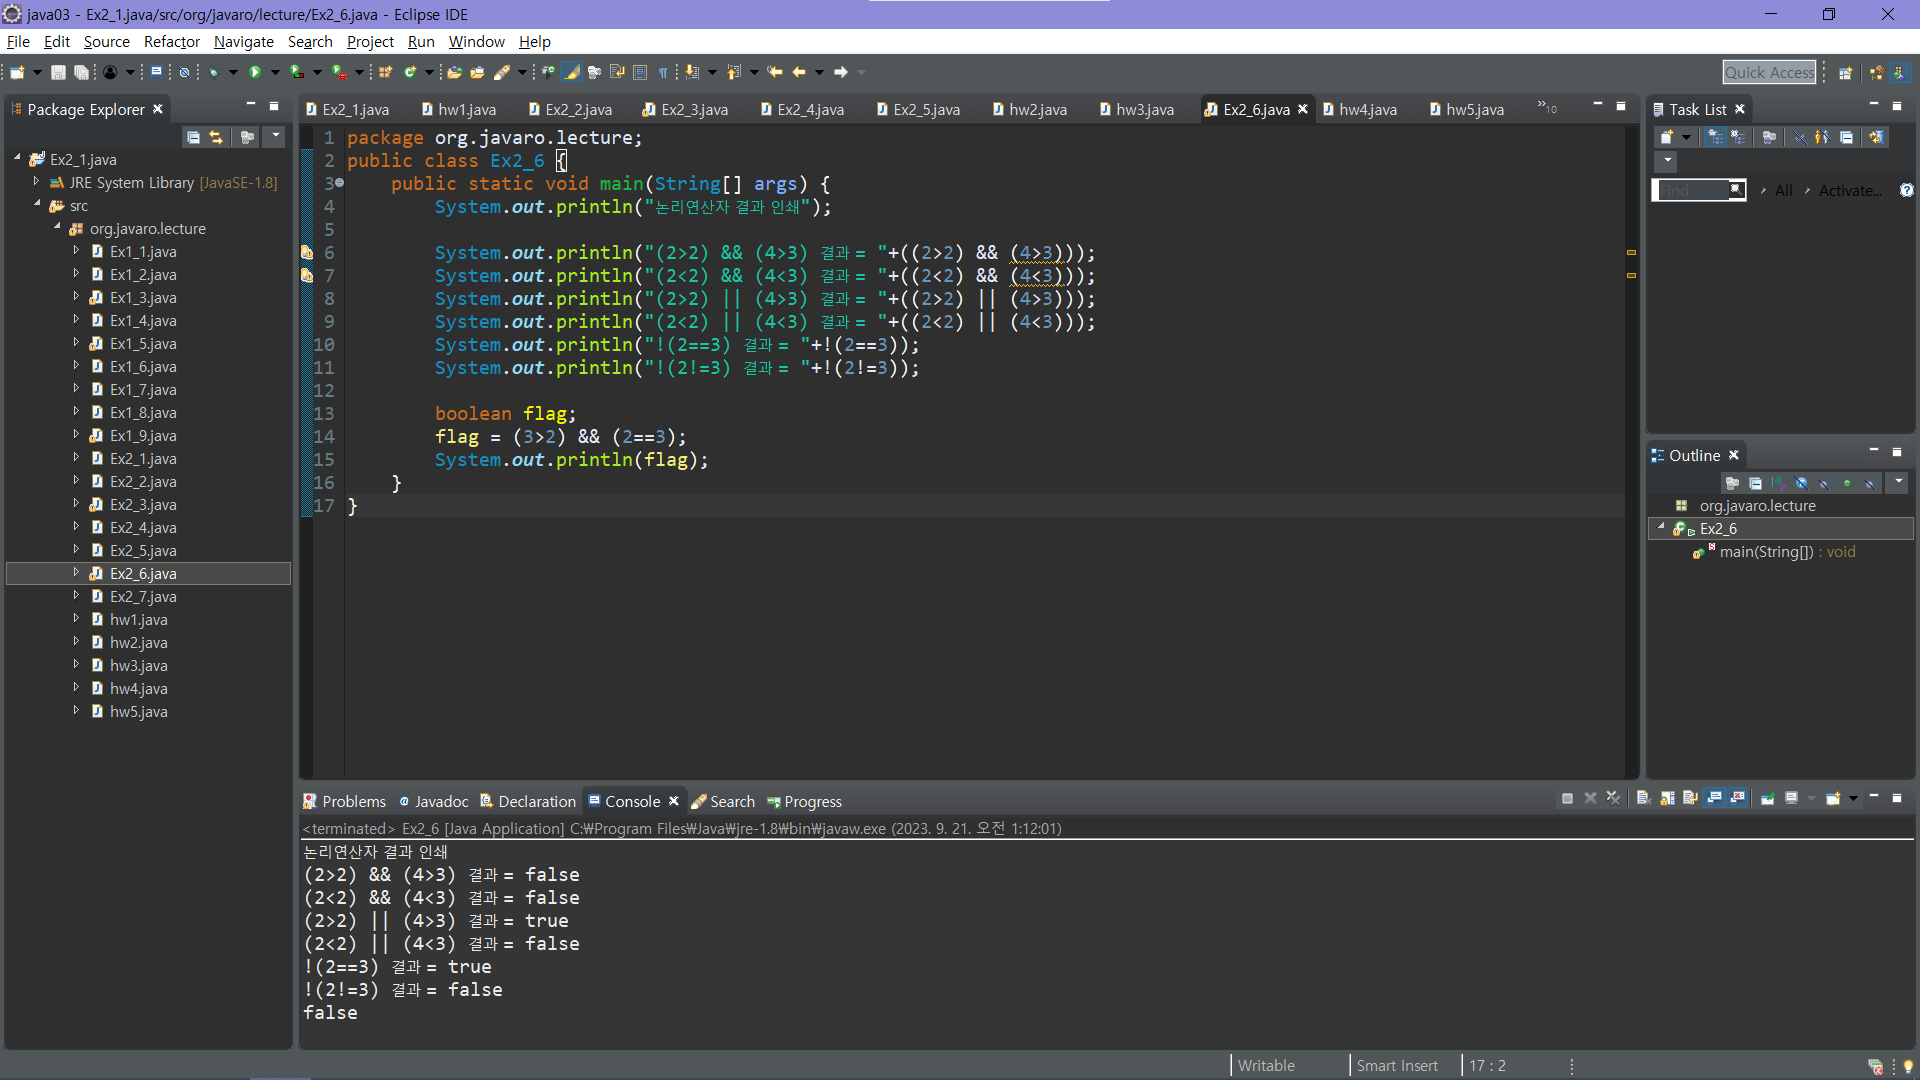 java03 - Ex2_1.java/src/org/javaro/lecture/Ex2_6.java - Eclipse IDE
File Edit Source Refactor Navigate Search Project Run Window Help
Quick Access
Package Explorer
Ex2_1.java
JRE System Library [JavaSE-1.8]
src
org.javaro.lecture
Ex1_1.java
Ex1_2.java
Ex1_3.java
Ex1_4.java
Ex1_5.java
Ex1_6.java
Ex1_7.java
Ex1_8.java
Ex1_9.java
Ex2_1.java
Ex2_2.java
Ex2_3.java
Ex2_4.java
Ex2_5.java
Ex2_6.java
Ex2_7.java
hw1.java
hw2.java
hw3.java
hw4.java
hw5.java
Ex2_1.java hw1.java Ex2_2.java Ex2_3.java Ex2_4.java Ex2_5.java hw2.java hw3.java Ex2_6.java hw4.java hw5.java »10
1 package org.javaro.lecture;
2 public class Ex2_6 {
3     public static void main(String[] args) {
4         System.out.println("논리연산자 결과 인쇄");
5
6         System.out.println("(2>2) && (4>3) 결과 = "+((2>2) && (4>3)));
7         System.out.println("(2<2) && (4<3) 결과 = "+((2<2) && (4<3)));
8         System.out.println("(2>2) || (4>3) 결과 = "+((2>2) || (4>3)));
9         System.out.println("(2<2) || (4<3) 결과 = "+((2<2) || (4<3)));
10         System.out.println("!(2==3) 결과 = "+!(2==3));
11         System.out.println("!(2!=3) 결과 = "+!(2!=3));
12
13         boolean flag;
14         flag = (3>2) && (2==3);
15         System.out.println(flag);
16     }
17 }
Task List
Find All Activate...
Outline
org.javaro.lecture
Ex2_6
main(String[]) : void
Problems Javadoc Declaration Console Search Progress
<terminated> Ex2_6 [Java Application] C:₩Program Files₩Java₩jre-1.8₩bin₩javaw.exe (2023. 9. 21. 오전 1:12:01)
논리연산자 결과 인쇄
(2>2) && (4>3) 결과 = false
(2<2) && (4<3) 결과 = false
(2>2) || (4>3) 결과 = true
(2<2) || (4<3) 결과 = false
!(2==3) 결과 = true
!(2!=3) 결과 = false
false
Writable Smart Insert 17 : 2